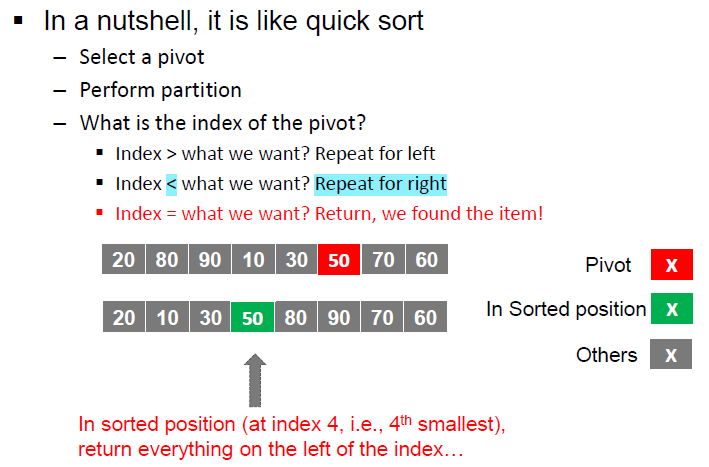 ▪ In a nutshell, it is like quick sort
– Select a pivot
– Perform partition
– What is the index of the pivot?
▪ Index > what we want? Repeat for left
▪ Index < what we want? Repeat for right
▪ Index = what we want? Return, we found the item!
20 80 90 10 30 50 70 60
Pivot X
20 10 30 50 80 90 70 60
In Sorted position X
Others X
In sorted position (at index 4, i.e., 4th smallest),
return everything on the left of the index…